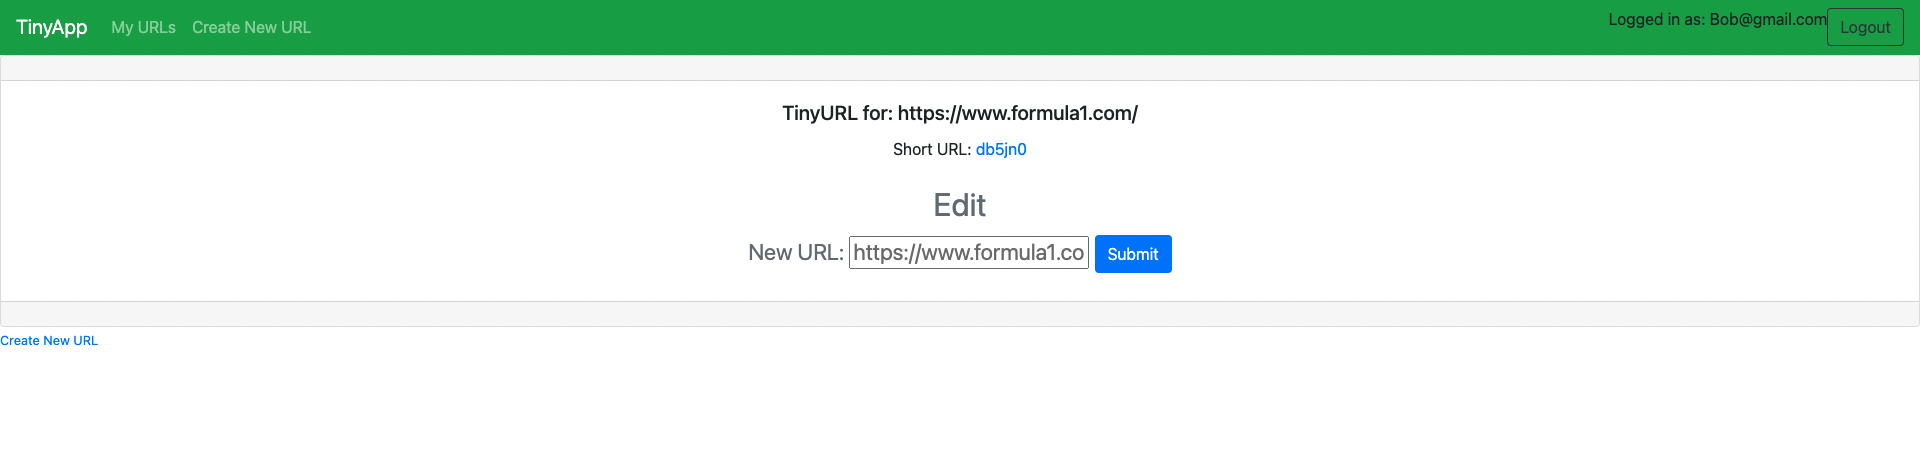 TinyApp My URLs Create New URL Logged in as: Bob@gmail.com Logout
TinyURL for: https://www.formula1.com/
Short URL: db5jn0
Edit
New URL: https://www.formula1.co Submit
Create New URL